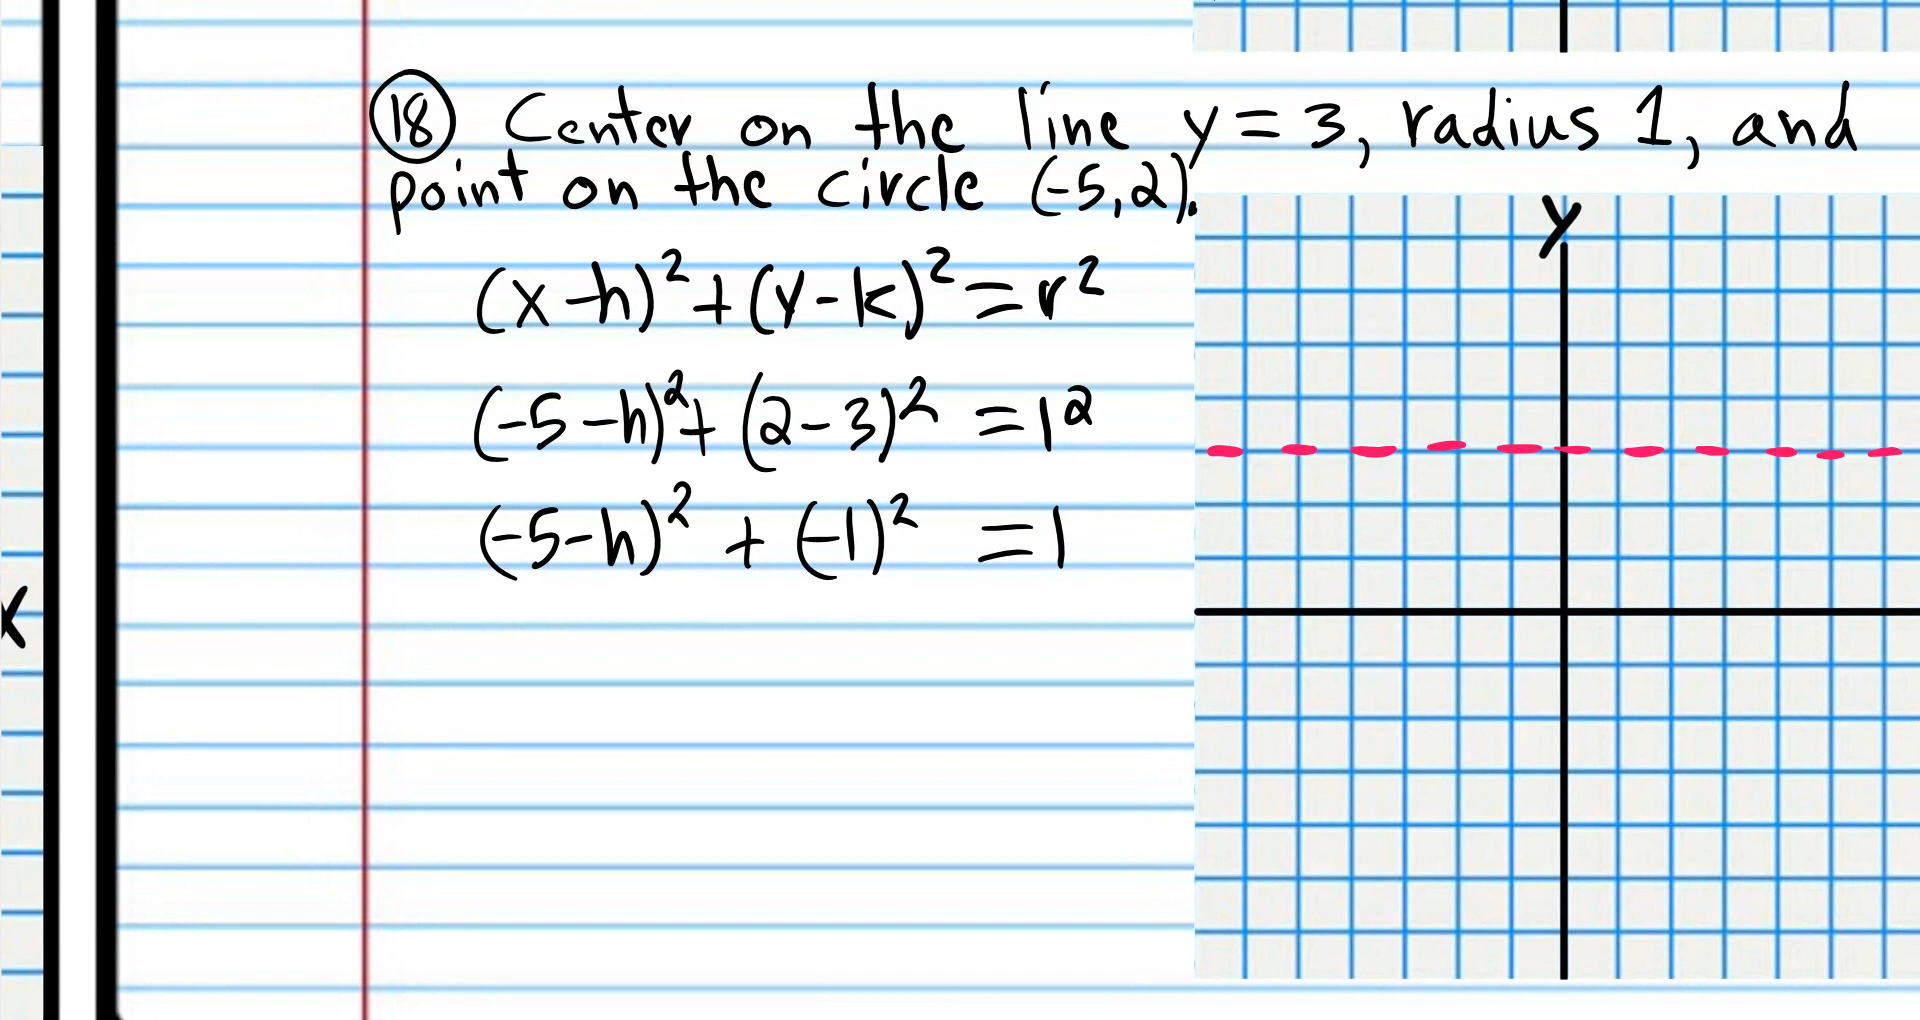 18 Center on the line y = 3, radius 1, and
point on the circle (-5,2).
(x-h)²+(y-k)²=r²
(-5-h)²+(2-3)²=1²
(-5-h)²+(-1)²=1
y
x